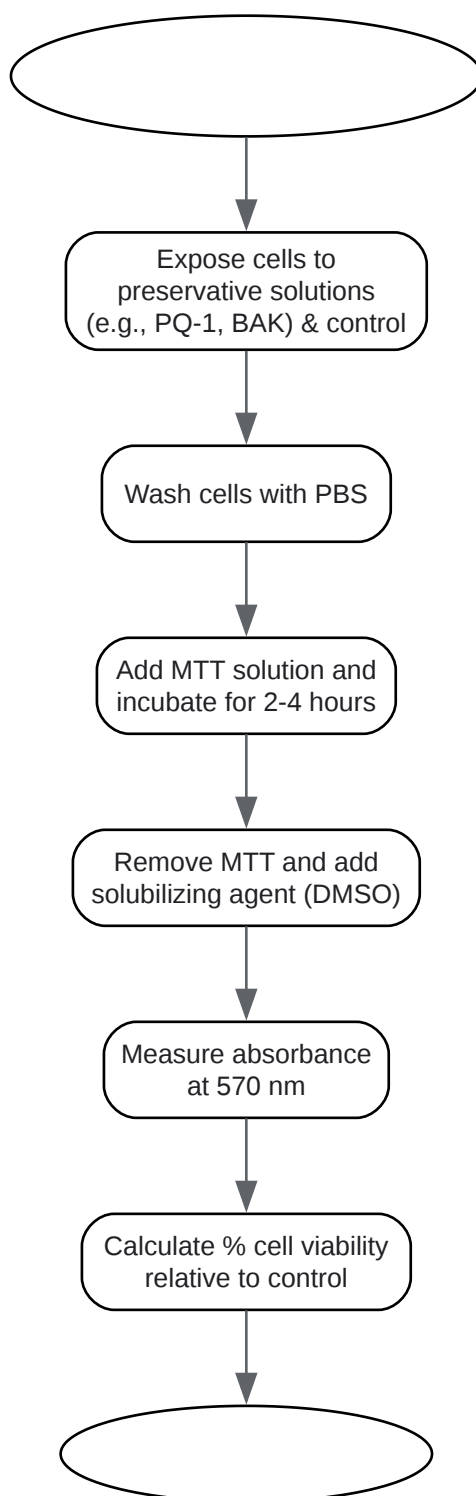 Expose cells to
preservative solutions
(e.g., PQ-1, BAK) & control
Wash cells with PBS
Add MTT solution and
incubate for 2-4 hours
Remove MTT and add
solubilizing agent (DMSO)
Measure absorbance
at 570 nm
Calculate % cell viability
relative to control